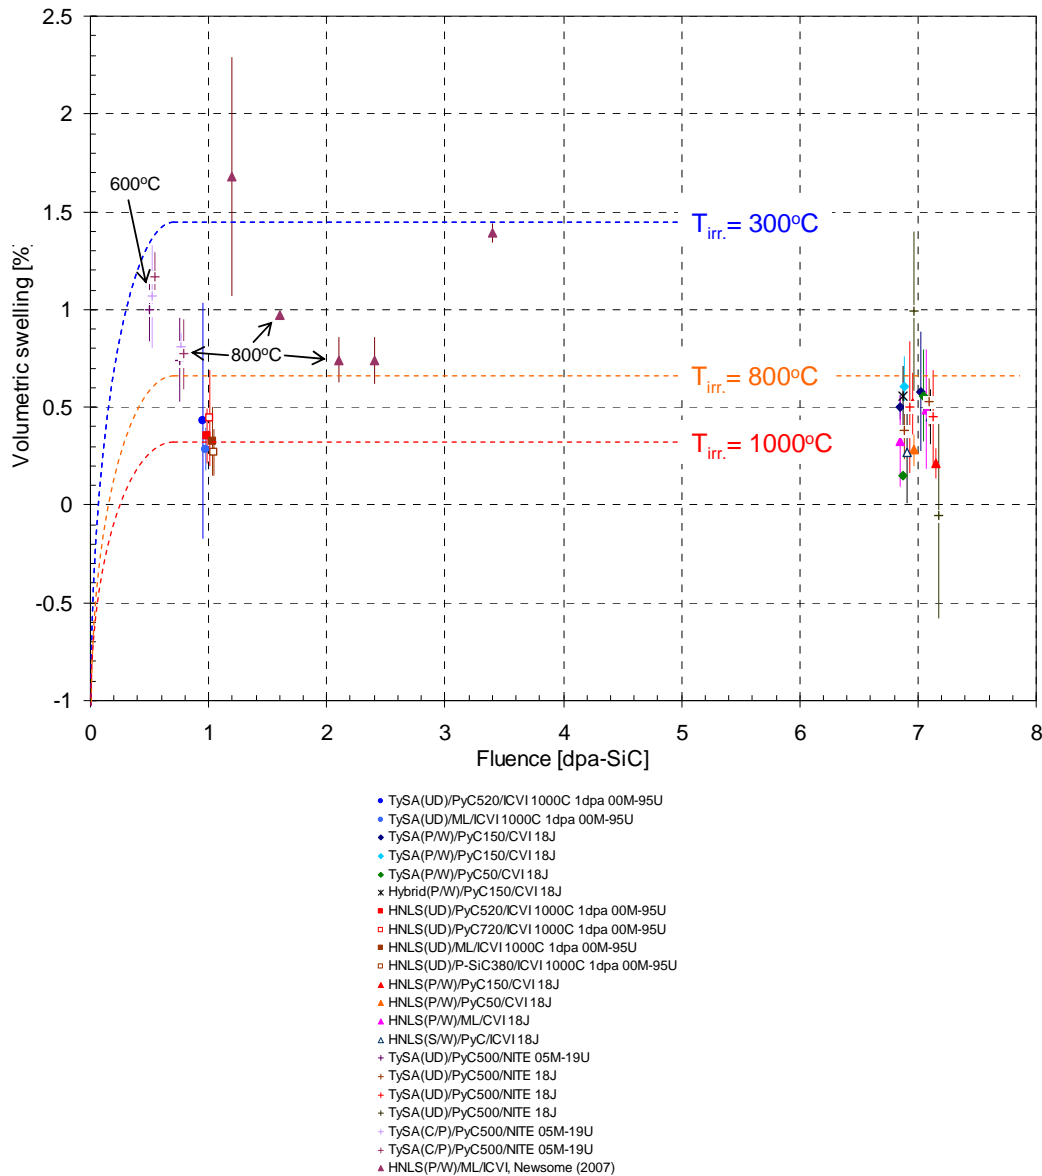 2.5
2
1.5
1
0.5
0
-0.5
-1
Volumetric swelling [%]
600°C
800°C
T irr. = 300°C
T irr. = 800°C
T irr. = 1000°C
0 1 2 3 4 5 6 7 8
Fluence [dpa-SiC]
TySA(UD)/PyC520/ICVI 1000C 1dpa 00M-95U
TySA(UD)/ML/ICVI 1000C 1dpa 00M-95U
TySA(P/W)/PyC150/CVI 18J
TySA(P/W)/PyC150/CVI 18J
TySA(P/W)/PyC50/CVI 18J
Hybrid(P/W)/PyC150/CVI 18J
HNLS(UD)/PyC520/ICVI 1000C 1dpa 00M-95U
HNLS(UD)/PyC720/ICVI 1000C 1dpa 00M-95U
HNLS(UD)/ML/ICVI 1000C 1dpa 00M-95U
HNLS(UD)/P-SiC380/ICVI 1000C 1dpa 00M-95U
HNLS(P/W)/PyC150/CVI 18J
HNLS(P/W)/PyC50/CVI 18J
HNLS(P/W)/ML/CVI 18J
HNLS(S/W)/PyC/ICVI 18J
TySA(UD)/PyC500/NITE 05M-19U
TySA(UD)/PyC500/NITE 18J
TySA(UD)/PyC500/NITE 18J
TySA(UD)/PyC500/NITE 18J
TySA(C/P)/PyC500/NITE 05M-19U
TySA(C/P)/PyC500/NITE 05M-19U
HNLS(P/W)/ML/ICVI, Newsome (2007)